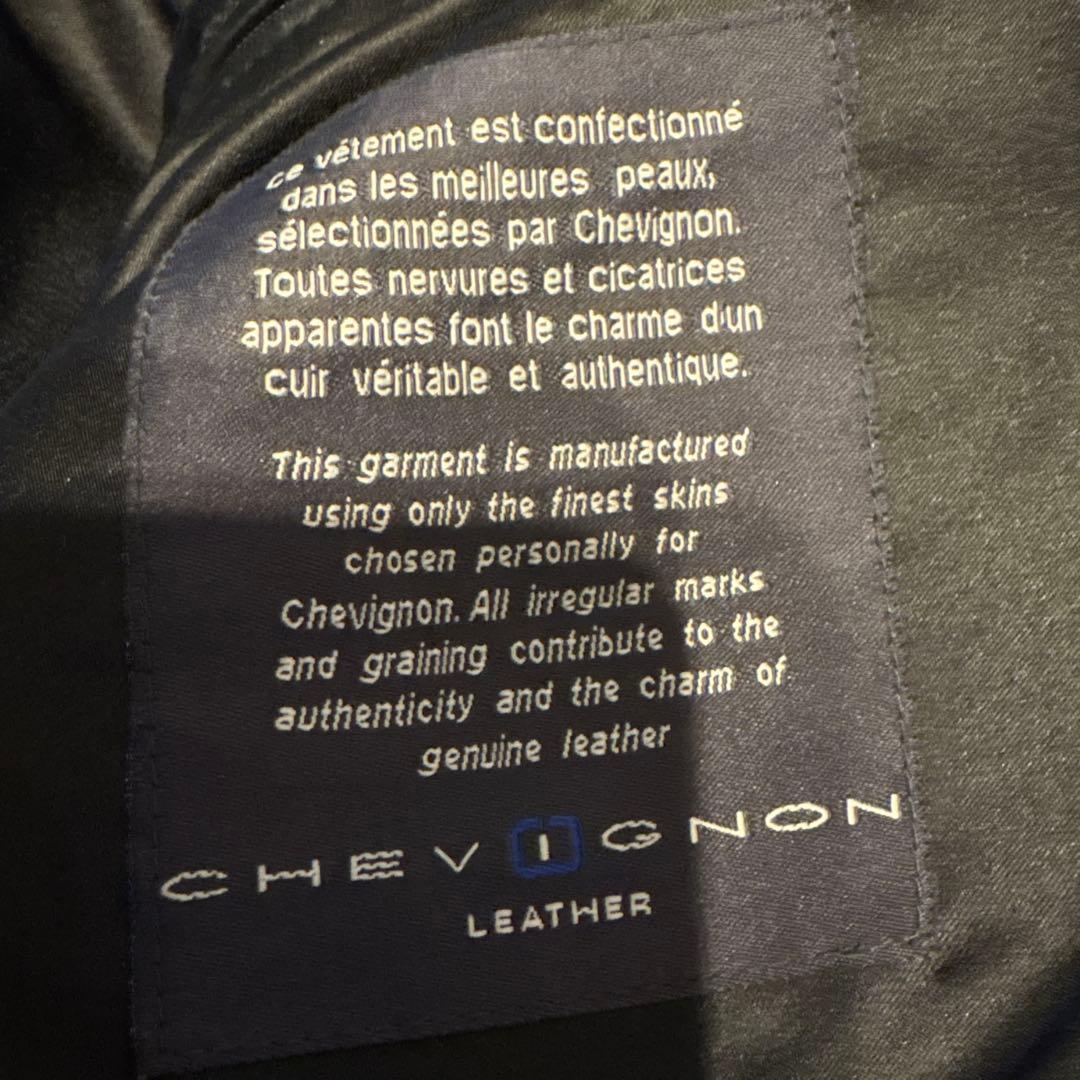 ce vêtement est confectionné
dans les meilleures peaux,
sélectionnées par Chevignon.
Toutes nervures et cicatrices
apparentes font le charme d'un
cuir véritable et authentique.
This garment is manufactured
using only the finest skins
chosen personally for
Chevignon. All irregular marks
and graining contribute to the
authenticity and the charm of
genuine leather
CHEVIGNON
LEATHER